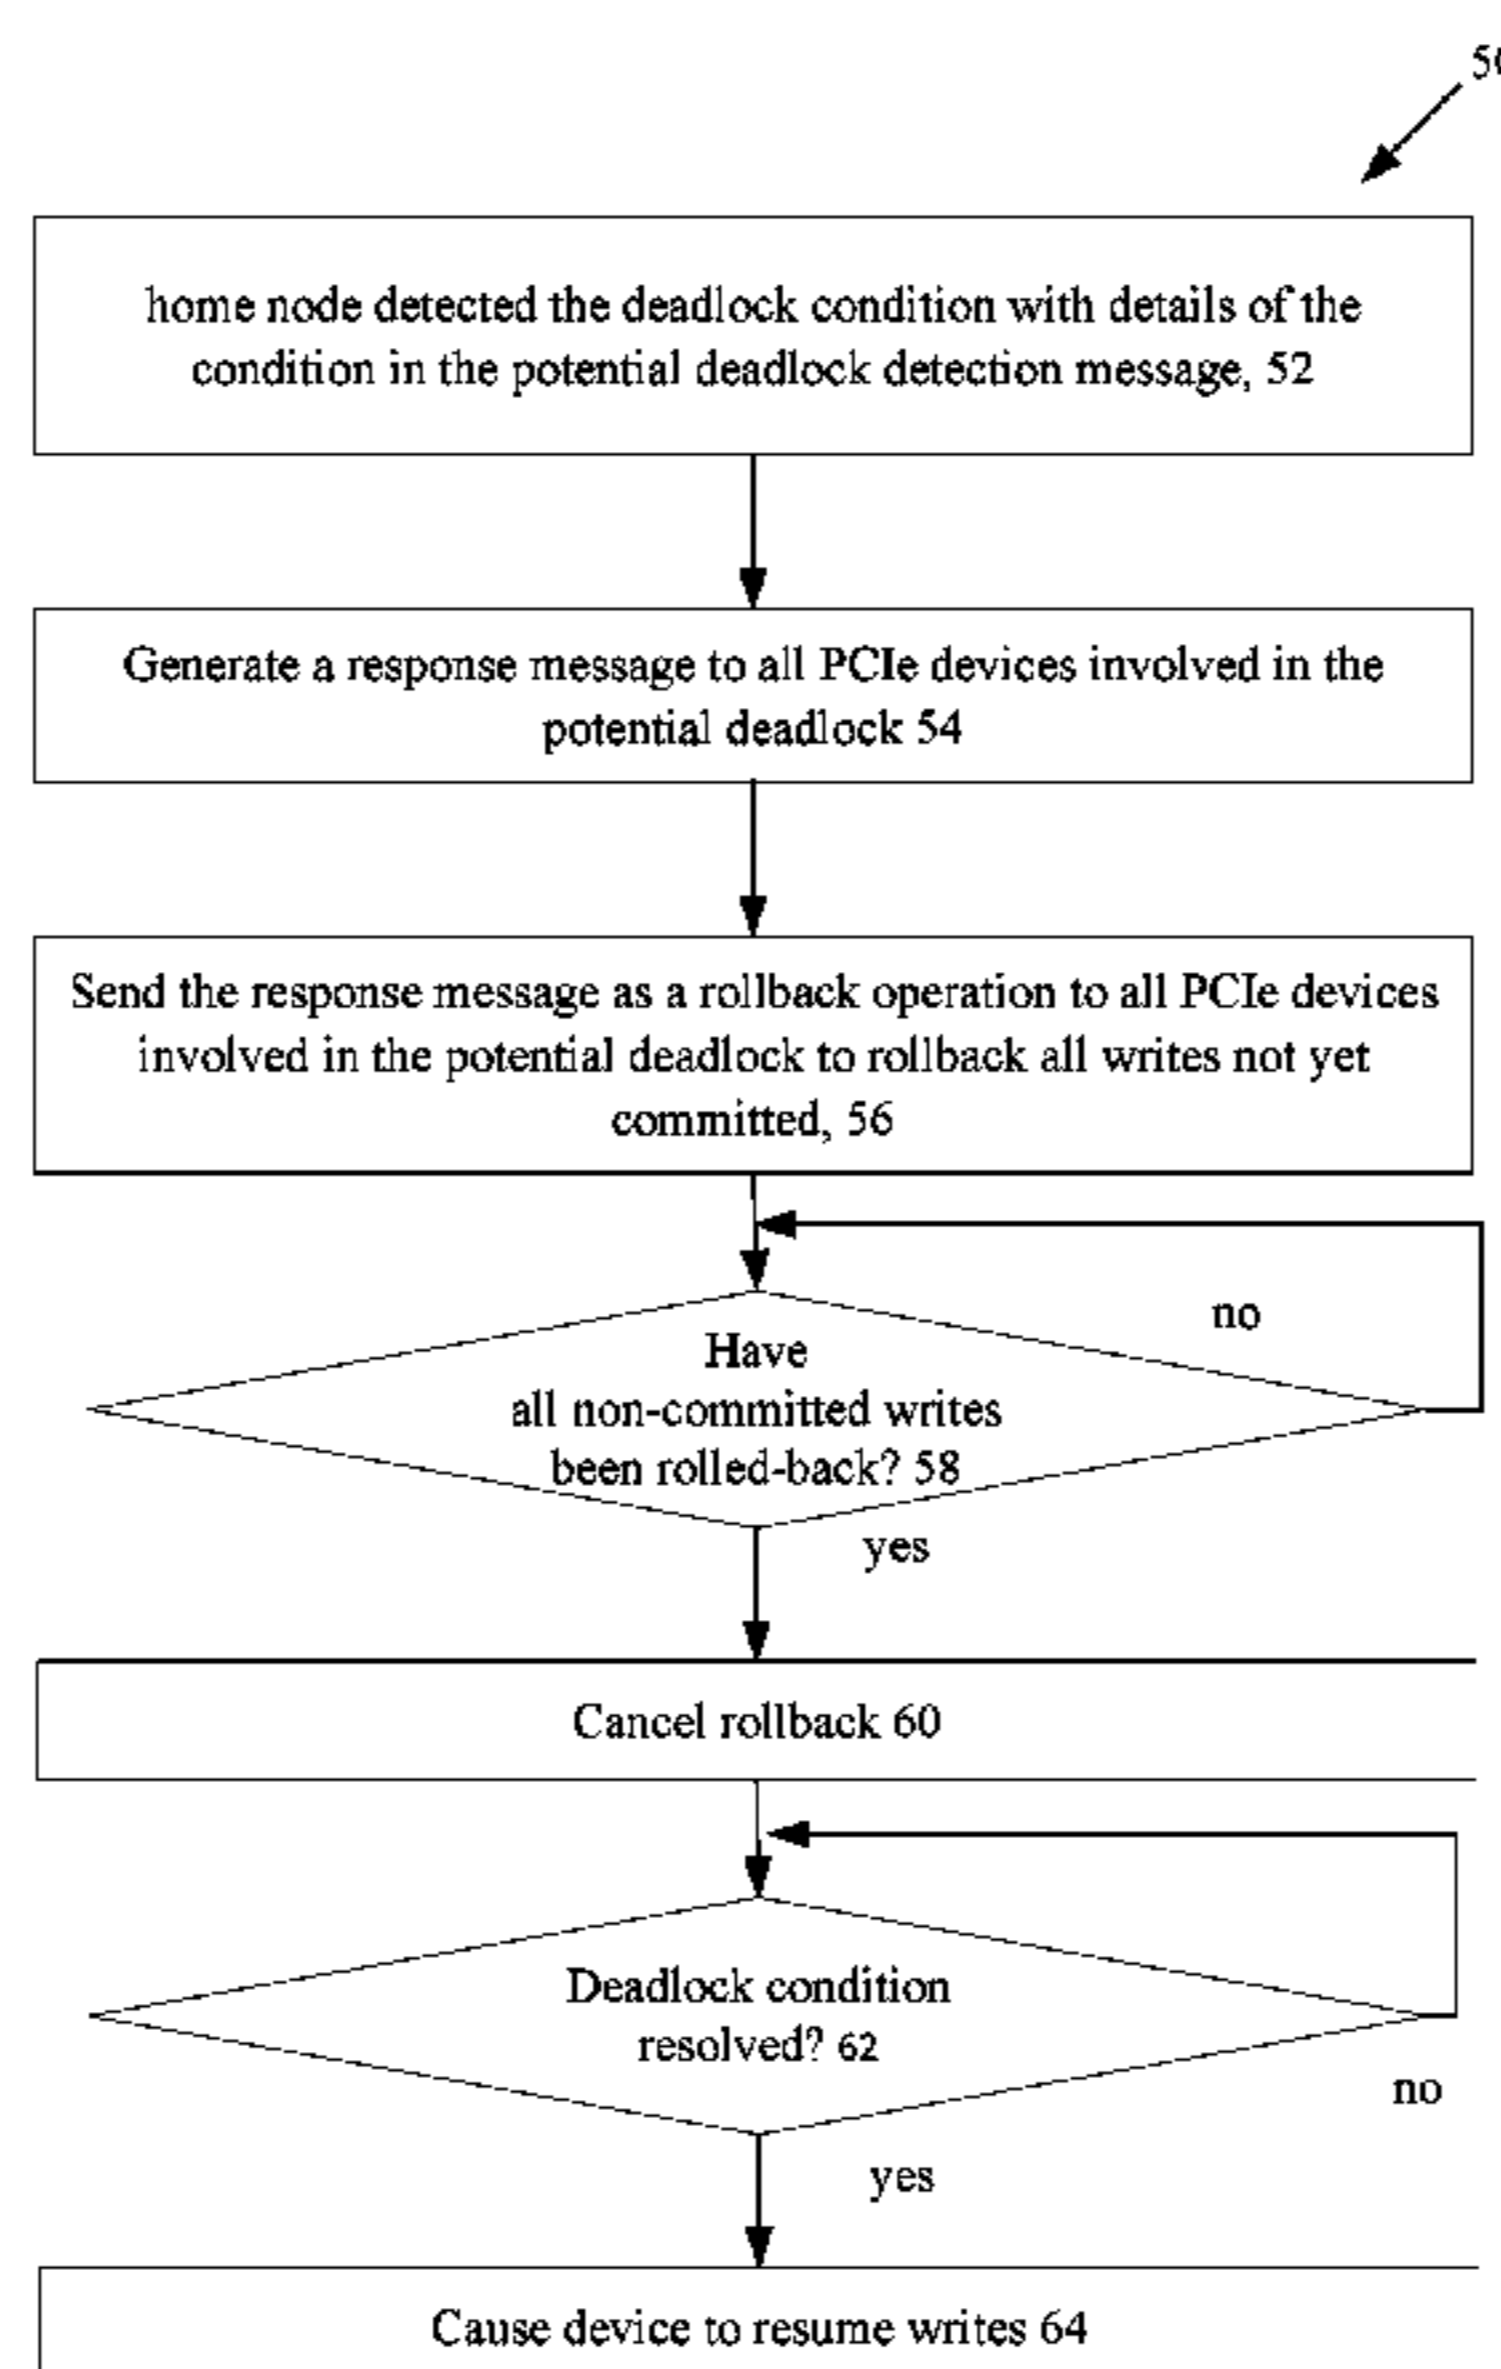 home node detected the deadlock condition with details of the
condition in the potential deadlock detection message, 52
Generate a response message to all PCIe devices involved in the
potential deadlock 54
Send the response message as a rollback operation to all PCIe devices
involved in the potential deadlock to rollback all writes not yet
committed, 56
no
Have
all non-committed writes
been rolled-back? 58
yes
Cancel rollback 60
Deadlock condition
resolved? 62
no
yes
Cause device to resume writes 64